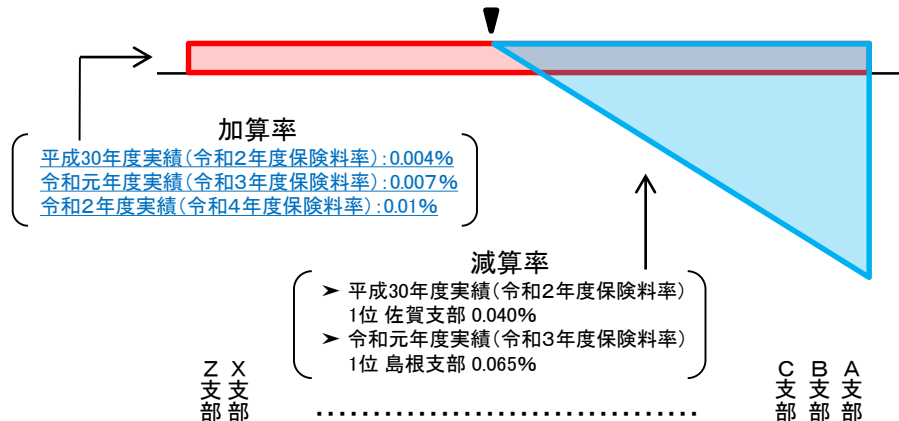 加算率
平成30年度実績(令和2年度保険料率):0.004%
令和元年度実績(令和3年度保険料率):0.007%
令和2年度実績(令和4年度保険料率):0.01%
減算率
➤ 平成30年度実績(令和2年度保険料率)
1位 佐賀支部 0.040%
➤ 令和元年度実績(令和3年度保険料率)
1位 島根支部 0.065%
Z支部
X支部
C支部
B支部
A支部